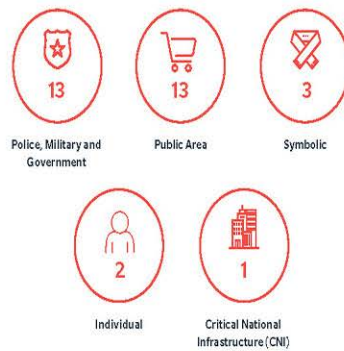 13
13
3
Police, Military and
Government
Public Area
Symbolic
2
1
Individual
Critical National
Infrastructure (CNI)